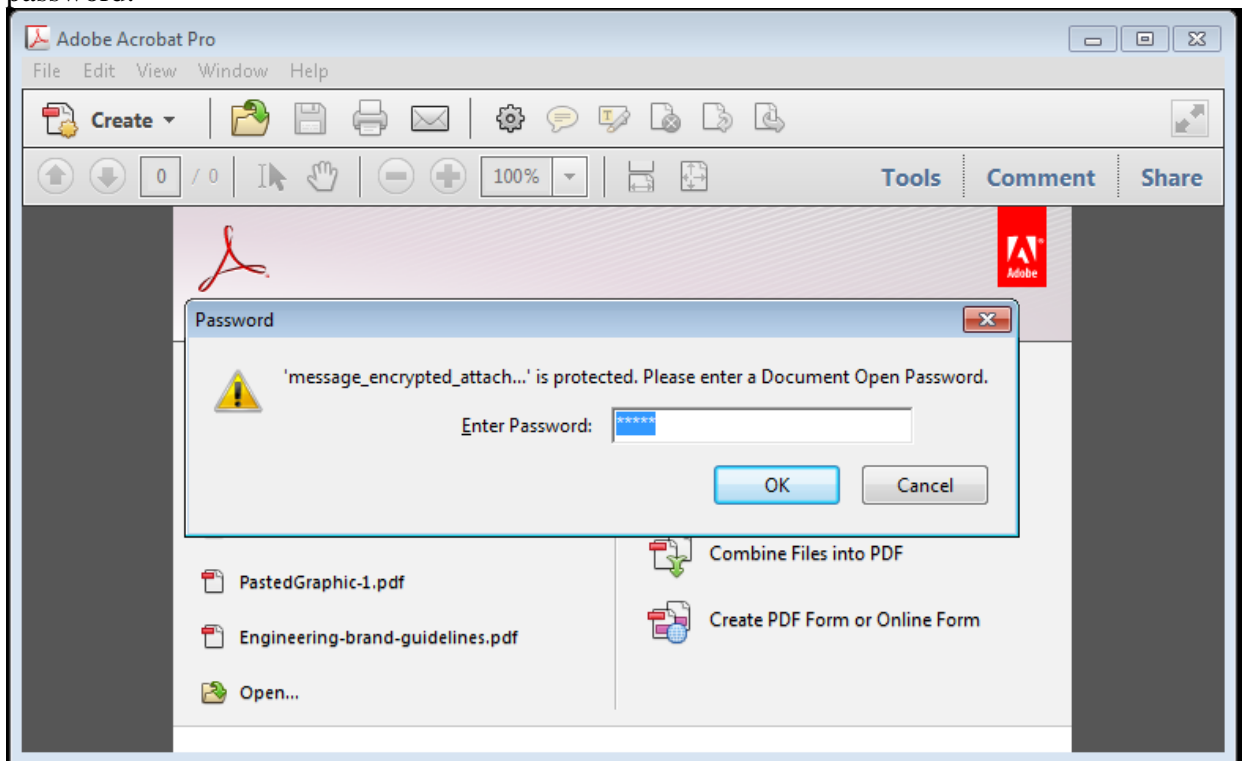 password.
Adobe Acrobat Pro
File Edit View Window Help
Create
0 / 0 100% Tools Comment Share
Adobe
Password
'message_encrypted_attach...' is protected. Please enter a Document Open Password.
Enter Password: *****
OK Cancel
Combine Files into PDF
PastedGraphic-1.pdf
Create PDF Form or Online Form
Engineering-brand-guidelines.pdf
Open...